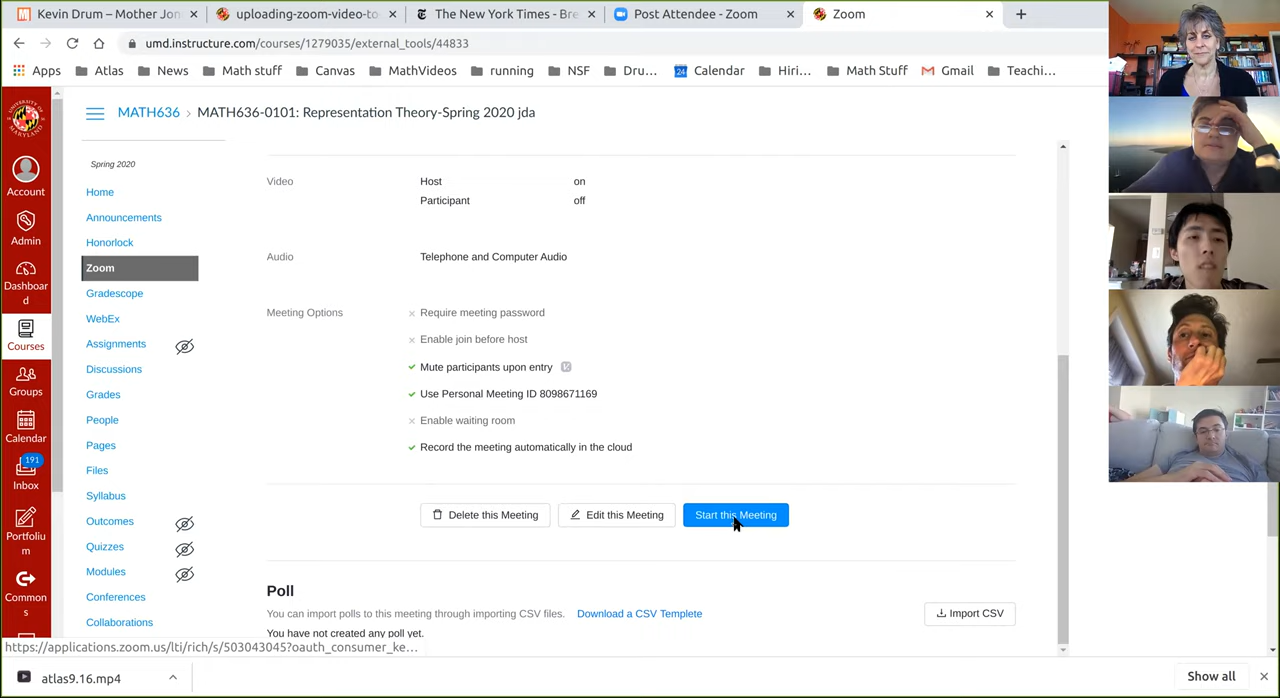 Kevin Drum – Mother Jon
uploading-zoom-video-to
The New York Times - Bre
Post Attendee - Zoom
Zoom
umd.instructure.com/courses/1279035/external_tools/44833
Apps
Atlas
News
Math stuff
Canvas
MathVideos
running
NSF
Dru…
Calendar
Hiri…
Math Stuff
Gmail
Teachi…
MATH636 › MATH636-0101: Representation Theory-Spring 2020 jda
Account
Admin
Dashboar
d
Courses
Groups
Calendar
191
Inbox
Portfoliu
m
Common
s
Spring 2020
Home
Announcements
Honorlock
Zoom
Gradescope
WebEx
Assignments
Discussions
Grades
People
Pages
Files
Syllabus
Outcomes
Quizzes
Modules
Conferences
Collaborations
Video
Host on
Participant off
Audio
Telephone and Computer Audio
Meeting Options
Require meeting password
Enable join before host
Mute participants upon entry
Use Personal Meeting ID 8098671169
Enable waiting room
Record the meeting automatically in the cloud
Delete this Meeting
Edit this Meeting
Start this Meeting
Poll
You can import polls to this meeting through importing CSV files. Download a CSV Templete
Import CSV
You have not created any poll yet.
https://applications.zoom.us/lti/rich/s/503043045?oauth_consumer_ke…
atlas9.16.mp4
Show all